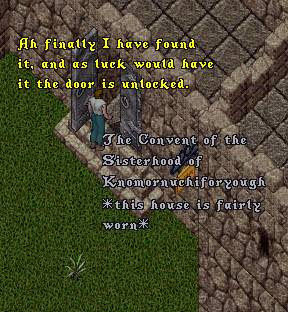 Ah finally I have found
it, and as luck would have
it the door is unlocked.
The Convent of the
Sisterhood of
Knomornuchiforyough
*this house is fairly
worn*